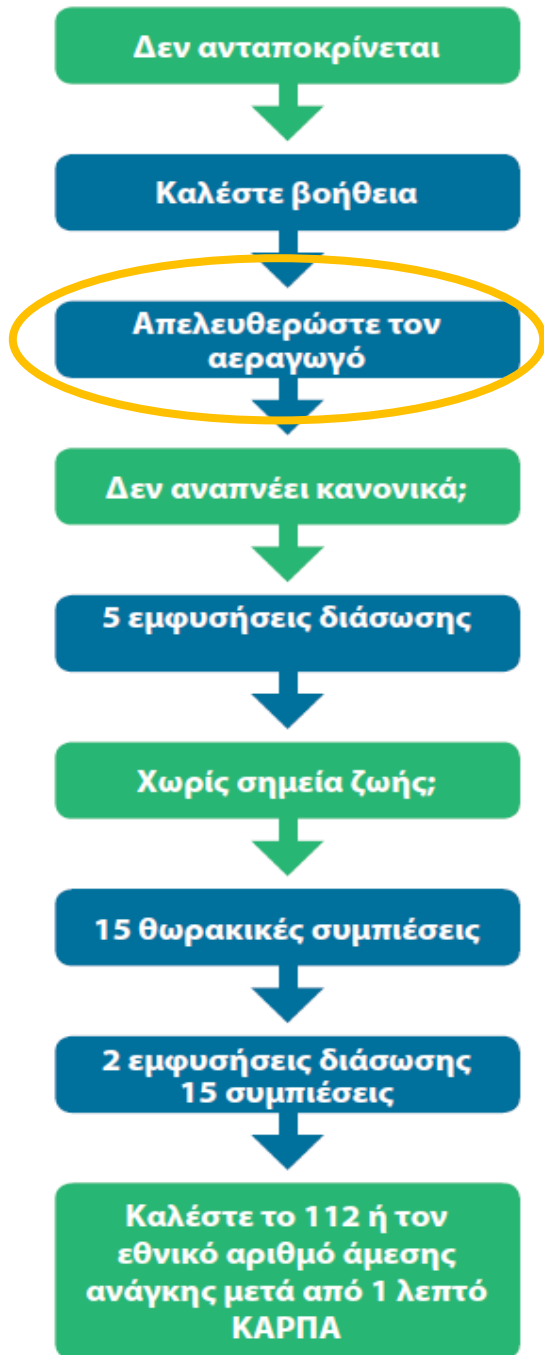 Δεν ανταποκρίνεται
Καλέστε βοήθεια
Απελευθερώστε τον
αεραγωγό
Δεν αναπνέει κανονικά;
5 εμφυσήσεις διάσωσης
Χωρίς σημεία ζωής;
15 θωρακικές συμπιέσεις
2 εμφυσήσεις διάσωσης
15 συμπιέσεις
Καλέστε το 112 ή τον
εθνικό αριθμό άμεσης
ανάγκης μετά από 1 λεπτό
ΚΑΡΠΑ